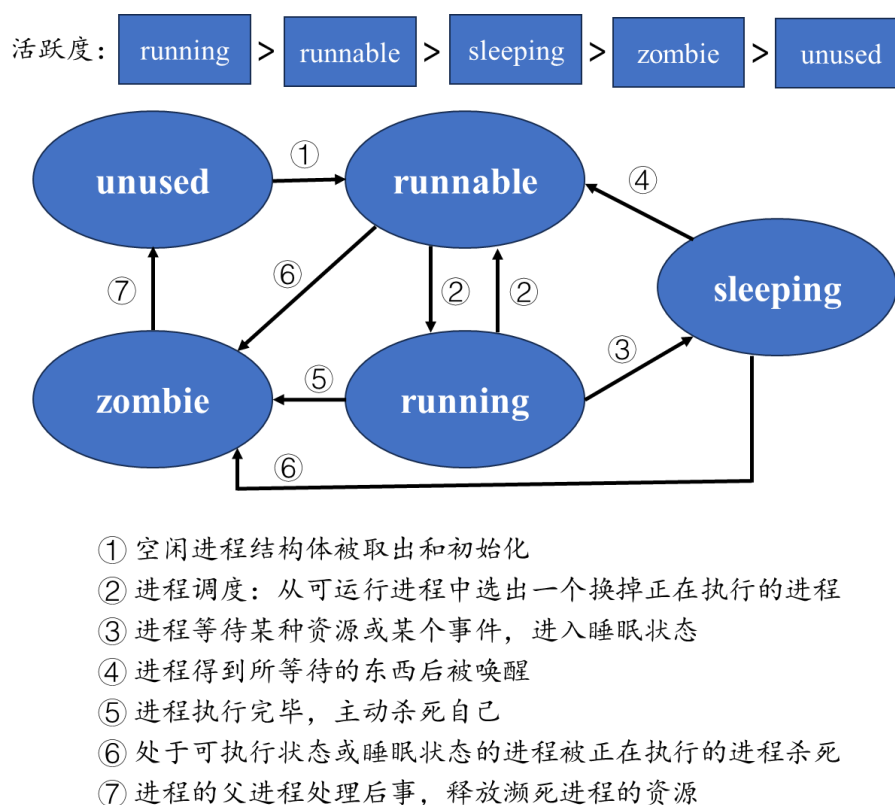 活跃度： running > runnable > sleeping > zombie > unused
unused ① runnable ④
⑦ ⑥ ② ② sleeping
③
zombie ⑤ running
⑥
① 空闲进程结构体被取出和初始化
② 进程调度：从可运行进程中选出一个换掉正在执行的进程
③ 进程等待某种资源或某个事件，进入睡眠状态
④ 进程得到所等待的东西后被唤醒
⑤ 进程执行完毕，主动杀死自己
⑥ 处于可执行状态或睡眠状态的进程被正在执行的进程杀死
⑦ 进程的父进程处理后事，释放濒死进程的资源